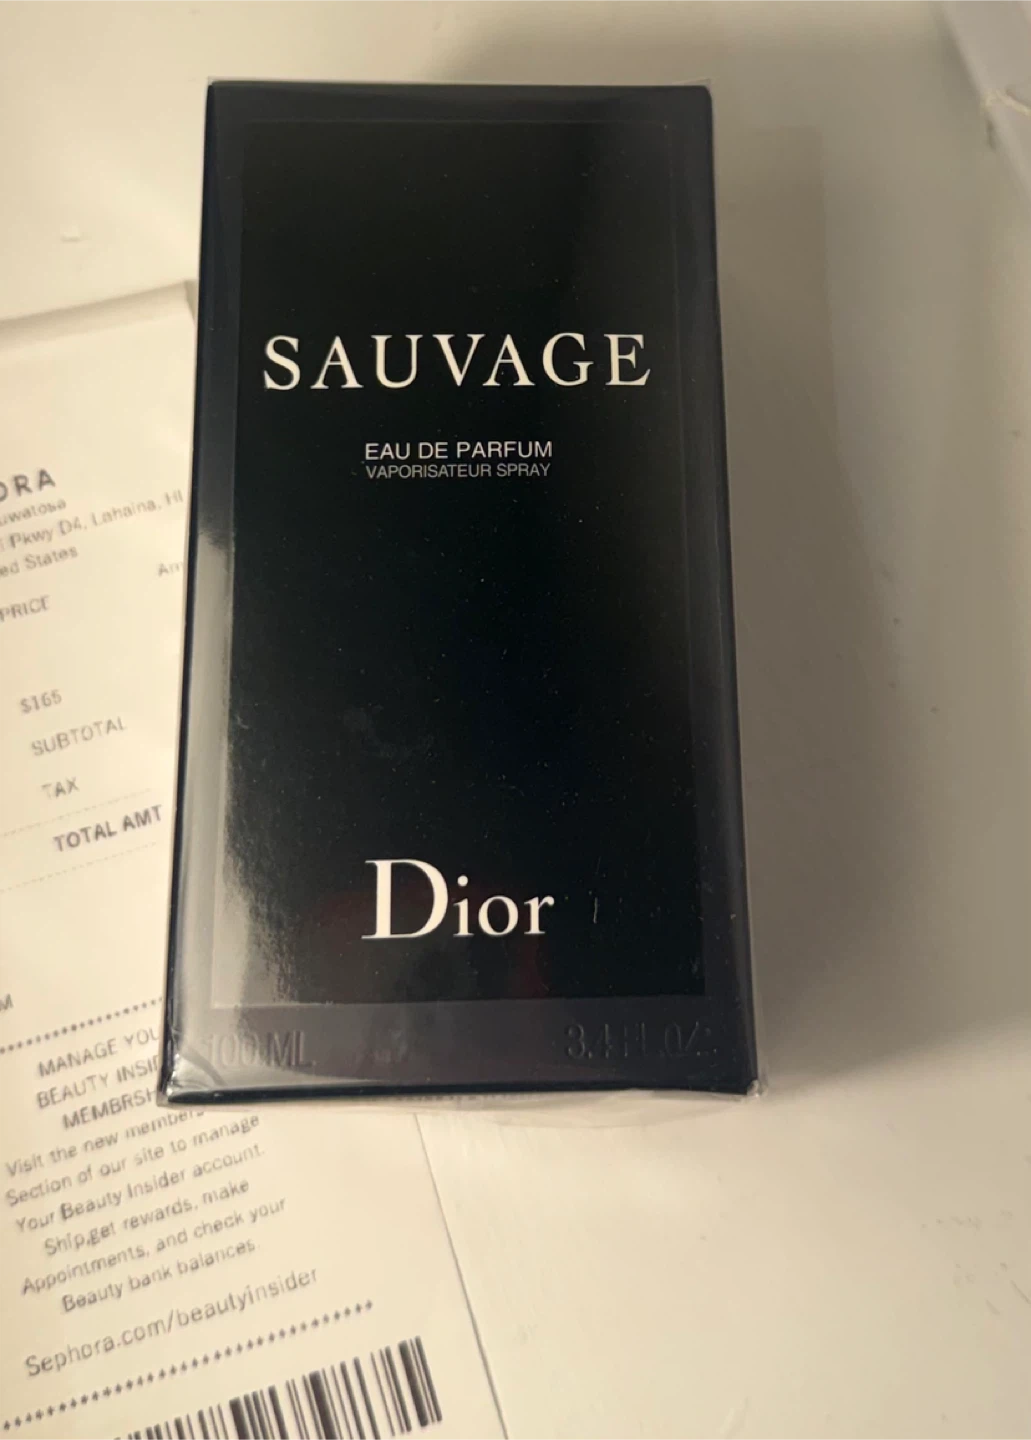 SAUVAGE
EAU DE PARFUM
VAPORISATEUR SPRAY
Dior
100 ML
3.4 FL.OZ.
ORA
uwatosa
Pkwy D4, Lahaina, HI
ed States
Am
PRICE
$165
SUBTOTAL
TAX
TOTAL AMT
M
MANAGE YOU
BEAUTY INSI
MEMBRSH
Visit the new members
Section of our site to manage
Your Beauty Insider account.
Ship,get rewards, make
Appointments, and check your
Beauty bank balances.
Sephora.com/beautyinsider